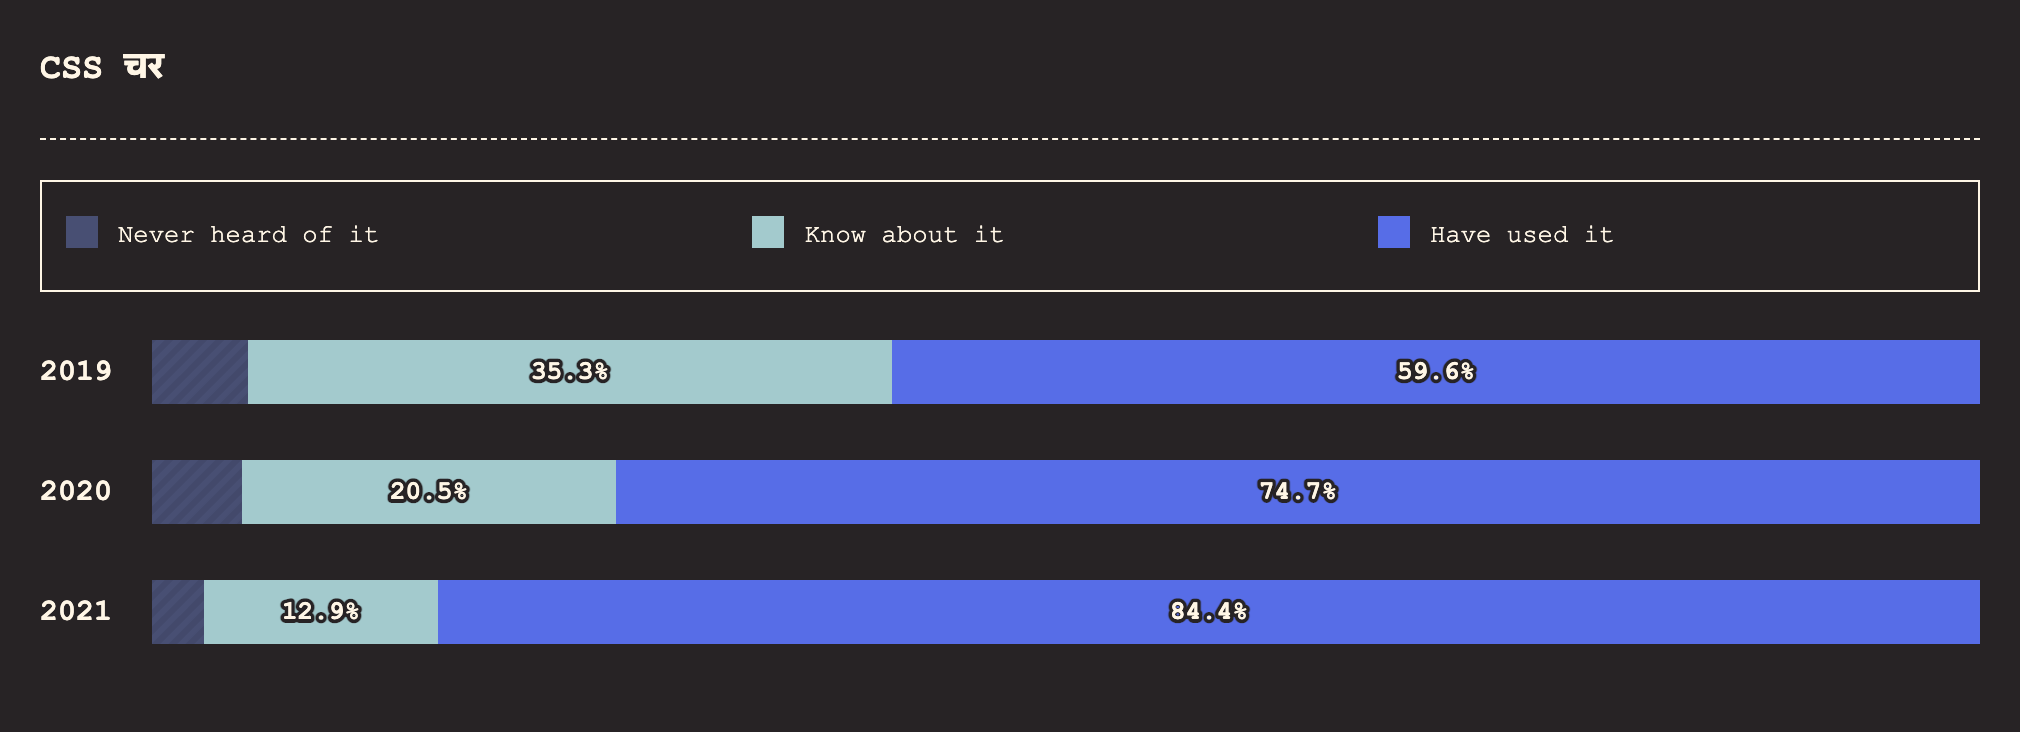 CSS चर
Never heard of it
Know about it
Have used it
2019 35.3% 59.6%
2020 20.5% 74.7%
2021 12.9% 84.4%